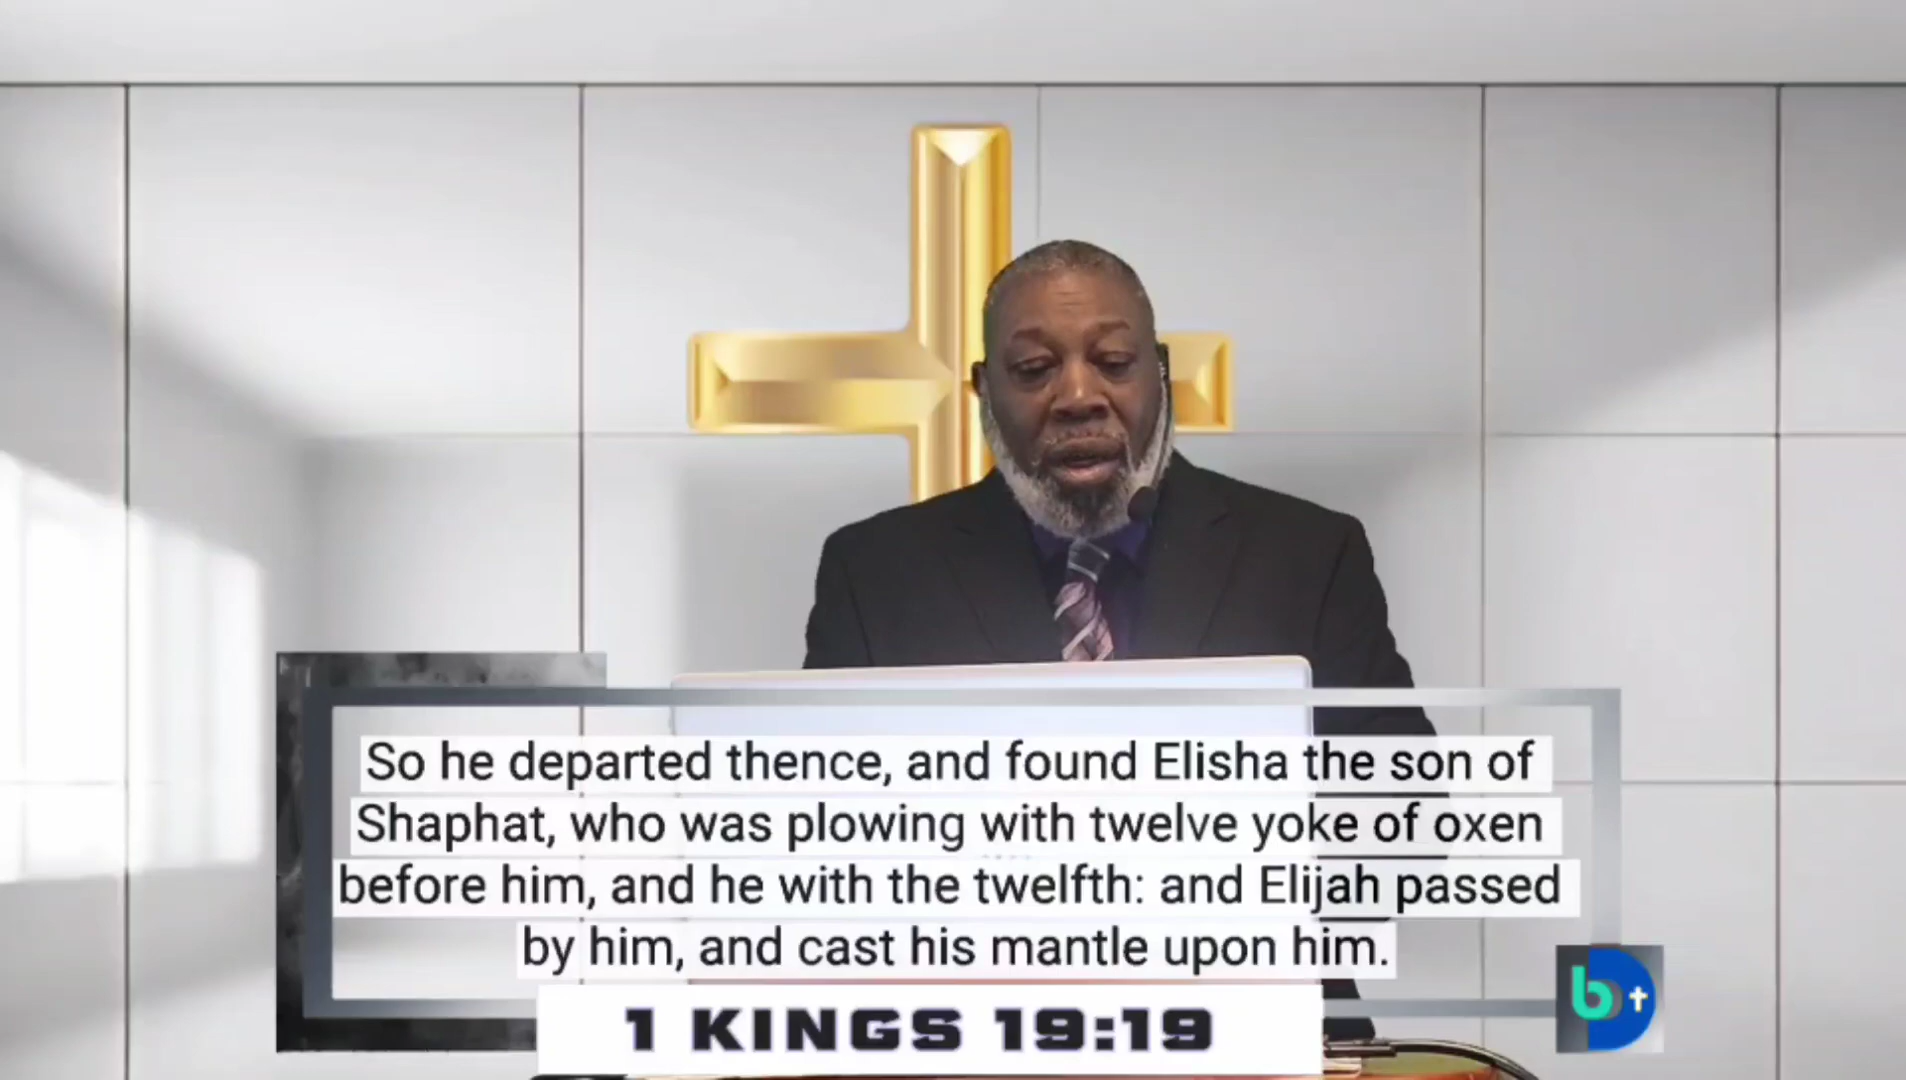 So he departed thence, and found Elisha the son of
Shaphat, who was plowing with twelve yoke of oxen
before him, and he with the twelfth: and Elijah passed
by him, and cast his mantle upon him.
1 KINGS 19:19
b